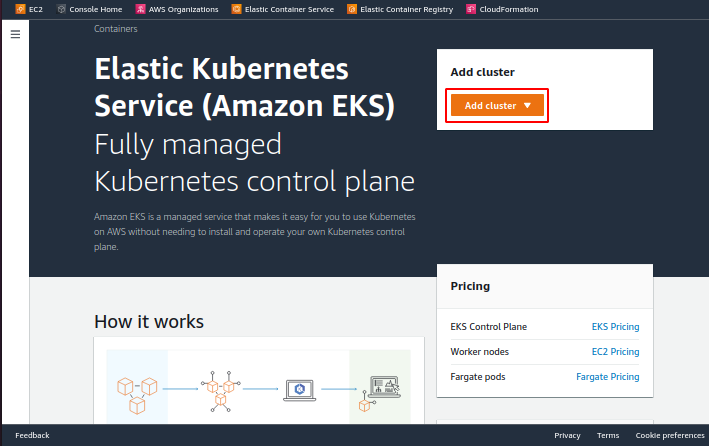 EC2 Console Home AWS Organizations Elastic Container Service Elastic Container Registry CloudFormation
Containers
Elastic Kubernetes
Service (Amazon EKS)
Fully managed
Kubernetes control plane
Amazon EKS is a managed service that makes it easy for you to use Kubernetes
on AWS without needing to install and operate your own Kubernetes control
plane.
Add cluster
Add cluster
Pricing
EKS Control Plane EKS Pricing
Worker nodes EC2 Pricing
Fargate pods Fargate Pricing
How it works
Feedback Privacy Terms Cookie preferences